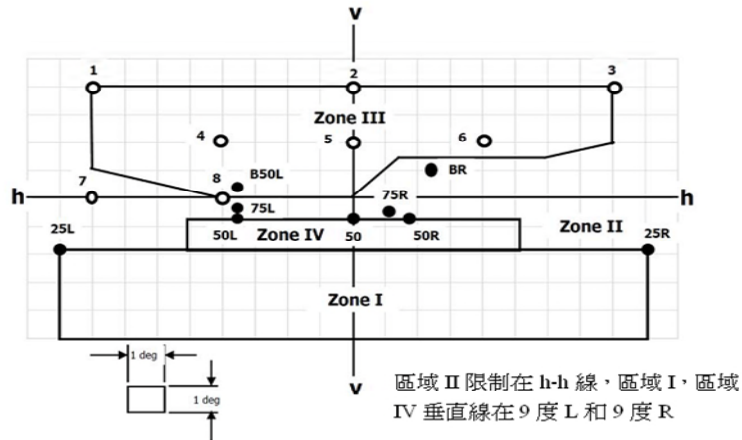 v
1
2
3
Zone III
4
5
6
B50L
BR
h
7
8
75L
75R
h
25L
50L
Zone IV
50
50R
Zone II
25R
Zone I
1 deg
1 deg
v
區域 II 限制在 h-h 線，區域 I，區域
IV 垂直線在 9 度 L 和 9 度 R